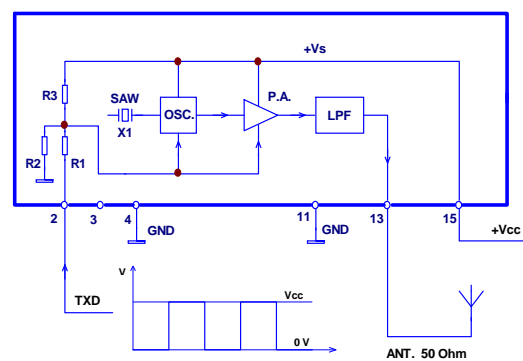 +Vs
R3
SAW
X1
OSC.
P.A.
LPF
R2
R1
2
3
4
11
13
15
GND
GND
+Vcc
TXD
V
Vcc
0 V
ANT. 50 Ohm